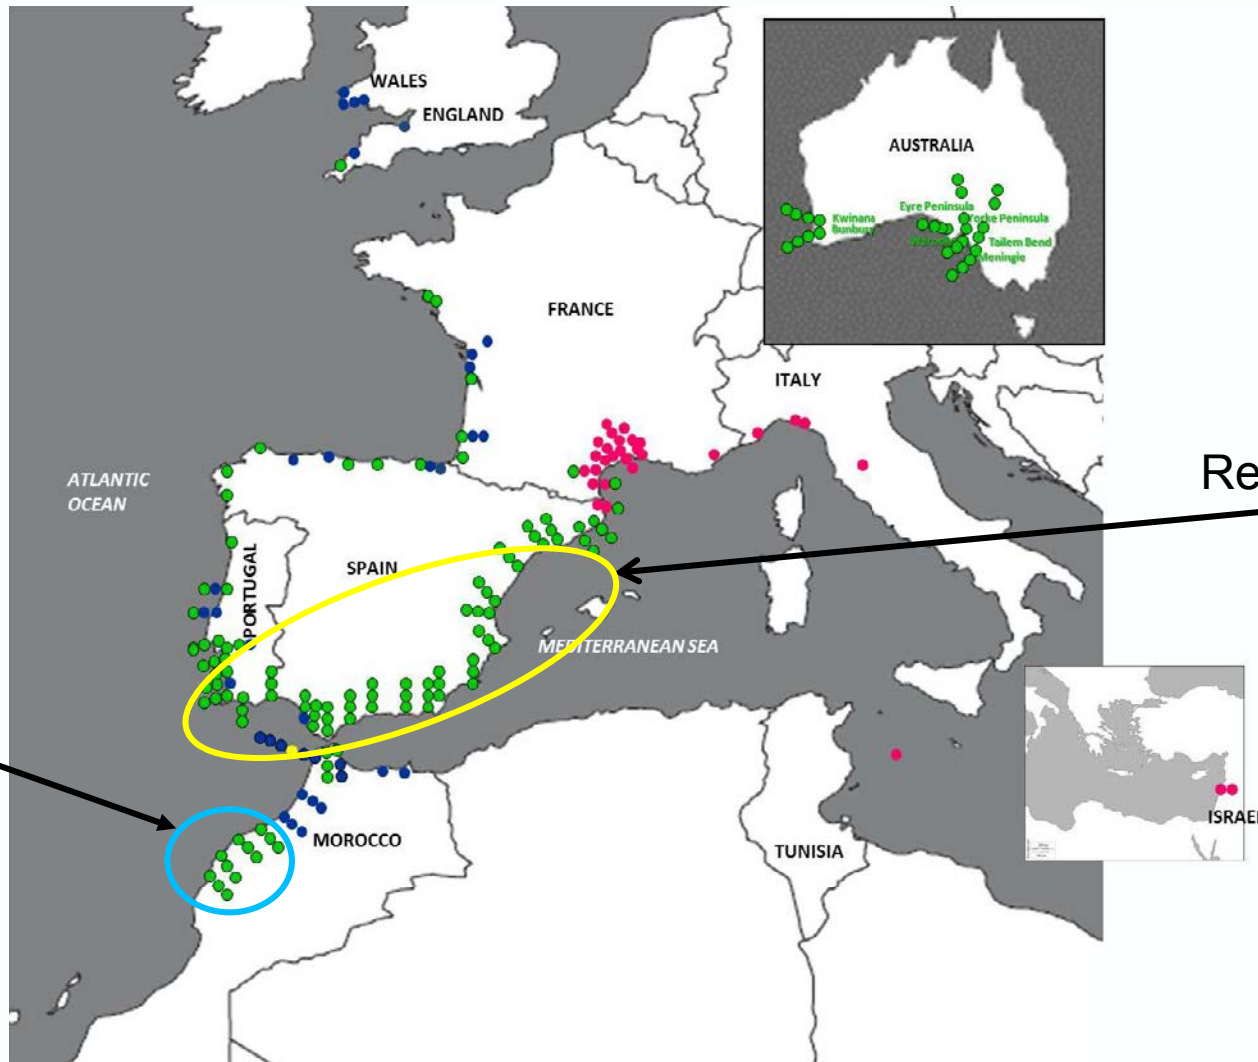 WALES
ENGLAND
AUSTRALIA
Eyre Peninsula
Yorke Peninsula
Kwinana
Bunbury
Tailem Bend
Meningie
FRANCE
ITALY
ATLANTIC
OCEAN
Re
PORTUGAL
SPAIN
MEDITERRANEAN SEA
ISRAE
MOROCCO
TUNISIA